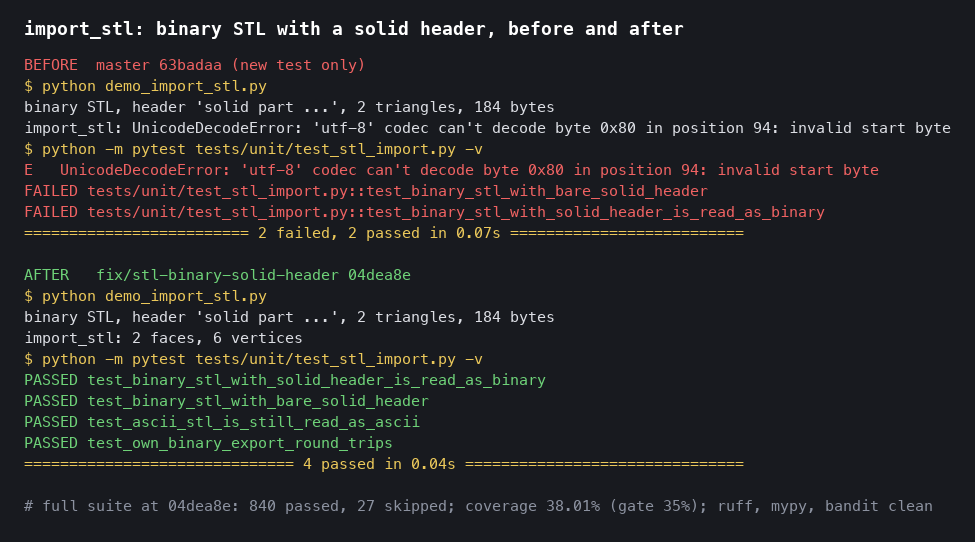 import_stl: binary STL with a solid header, before and after
BEFORE  master 63badaa (new test only)
$ python demo_import_stl.py
binary STL, header 'solid part ...', 2 triangles, 184 bytes
import_stl: UnicodeDecodeError: 'utf-8' codec can't decode byte 0x80 in position 94: invalid start byte
$ python -m pytest tests/unit/test_stl_import.py -v
E   UnicodeDecodeError: 'utf-8' codec can't decode byte 0x80 in position 94: invalid start byte
FAILED tests/unit/test_stl_import.py::test_binary_stl_with_bare_solid_header
FAILED tests/unit/test_stl_import.py::test_binary_stl_with_solid_header_is_read_as_binary
========================= 2 failed, 2 passed in 0.07s ==========================
AFTER   fix/stl-binary-solid-header 04dea8e
$ python demo_import_stl.py
binary STL, header 'solid part ...', 2 triangles, 184 bytes
import_stl: 2 faces, 6 vertices
$ python -m pytest tests/unit/test_stl_import.py -v
PASSED test_binary_stl_with_solid_header_is_read_as_binary
PASSED test_binary_stl_with_bare_solid_header
PASSED test_ascii_stl_is_still_read_as_ascii
PASSED test_own_binary_export_round_trips
============================== 4 passed in 0.04s ===============================
# full suite at 04dea8e: 840 passed, 27 skipped; coverage 38.01% (gate 35%); ruff, mypy, bandit clean